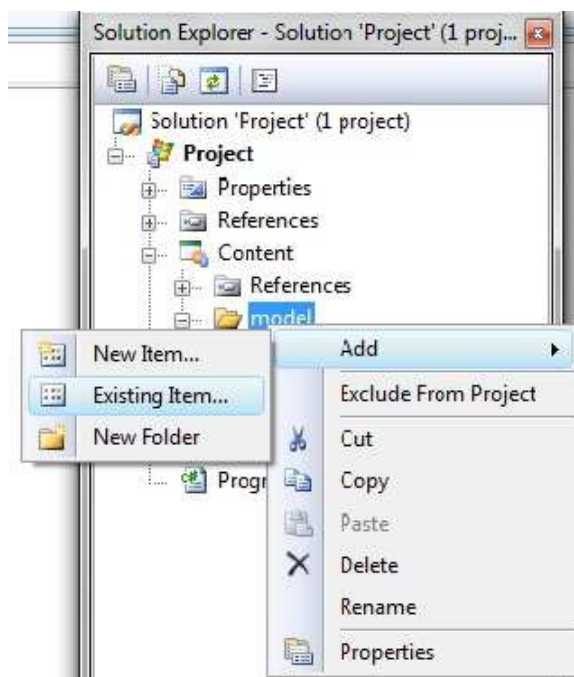 Solution Explorer - Solution 'Project' (1 proj...
Solution 'Project' (1 project)
Project
Properties
References
Content
References
model
New Item...
Existing Item...
New Folder
Add
Exclude From Project
Cut
Copy
Paste
Delete
Rename
Properties
Progr